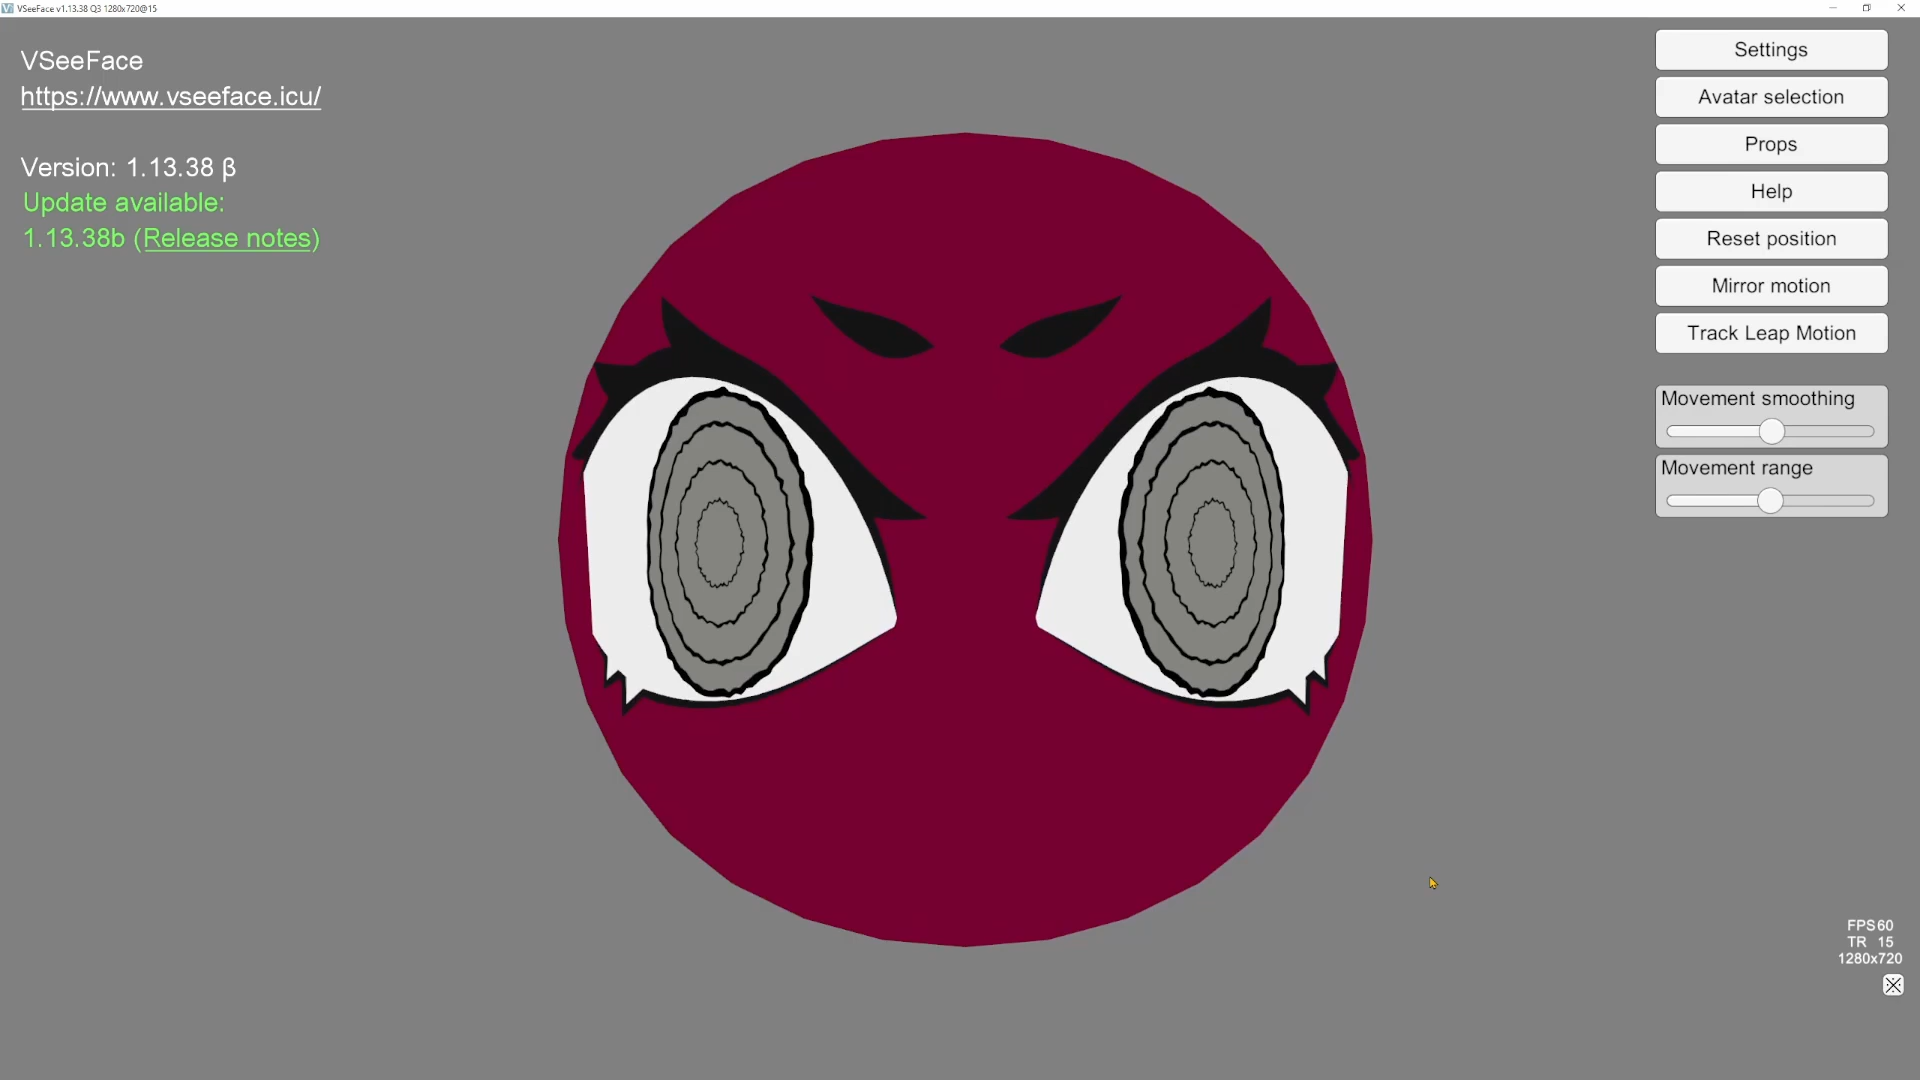 VSeeFace v1.13.38 Q3 1280x720@15
VSeeFace
https://www.vseeface.icu/
Version: 1.13.38 β
Update available:
1.13.38b (Release notes)
Settings
Avatar selection
Props
Help
Reset position
Mirror motion
Track Leap Motion
Movement smoothing
Movement range
FPS 60
TR 15
1280x720